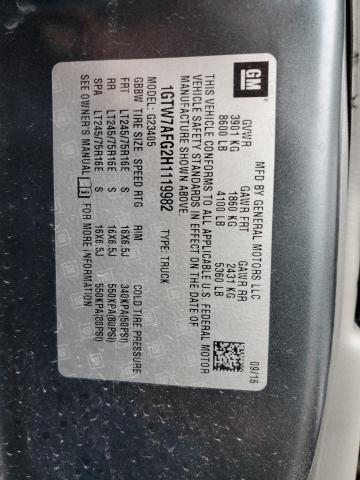 GM
MFD BY GENERAL MOTORS LLC
09/16
GVWR GAWR FRT GAWR RR
3901 KG 1860 KG 2431 KG
8600 LB 4100 LB 5360 LB
THIS VEHICLE CONFORMS TO ALL APPLICABLE U.S. FEDERAL MOTOR
VEHICLE SAFETY STANDARDS IN EFFECT ON THE DATE OF
MANUFACTURE SHOWN ABOVE.
1GTW7AFG2H1119982
TYPE: TRUCK
MODEL: G23405
GBBW TIRE SIZE SPEED RTG RIM COLD TIRE PRESSURE
FRT LT245/75R16E S 16X6.5J 340KPA(50PSI)
RR LT245/75R16E S 16X6.5J 550KPA(80PSI)
SPA LT245/75R16E S 16X6.5J 550KPA(80PSI)
SEE OWNER'S MANUAL FOR MORE INFORMATION.